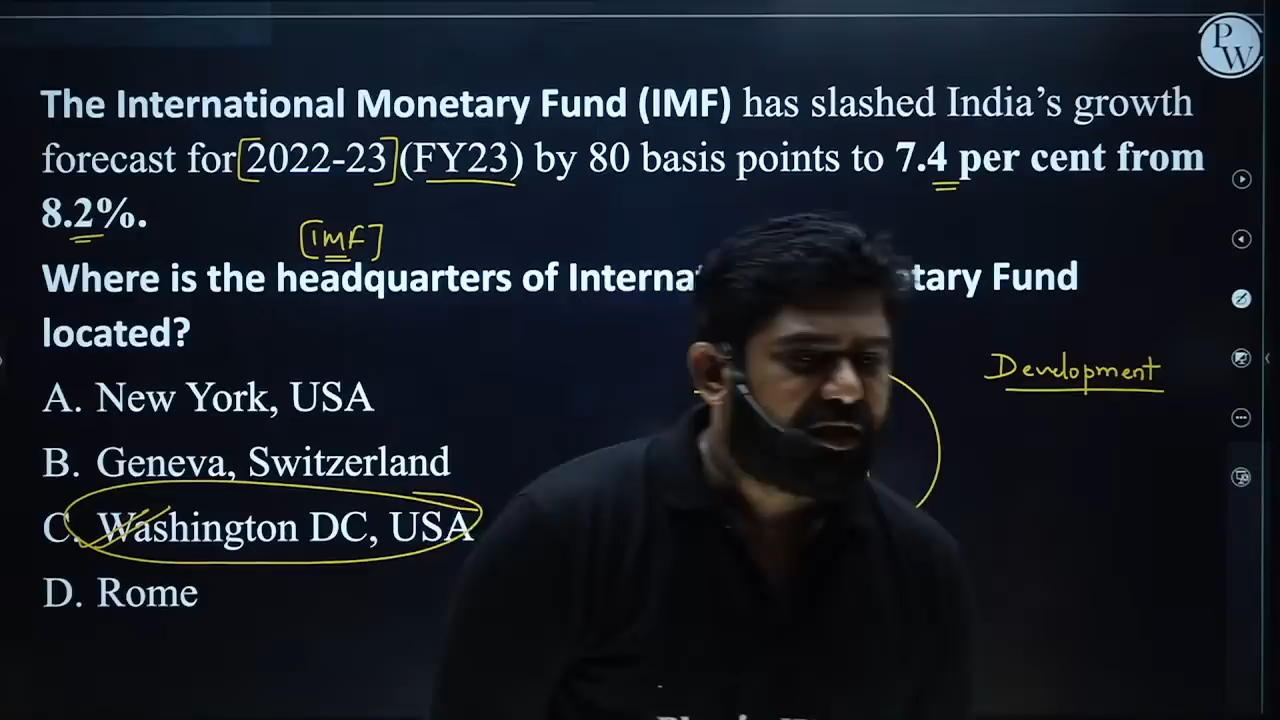 PW
The International Monetary Fund (IMF) has slashed India’s growth
forecast for [2022-23] (FY23) by 80 basis points to 7.4 per cent from
8.2%.
[IMF]
Where is the headquarters of Interna tary Fund
located?
Development
A. New York, USA
B. Geneva, Switzerland
C. Washington DC, USA
D. Rome